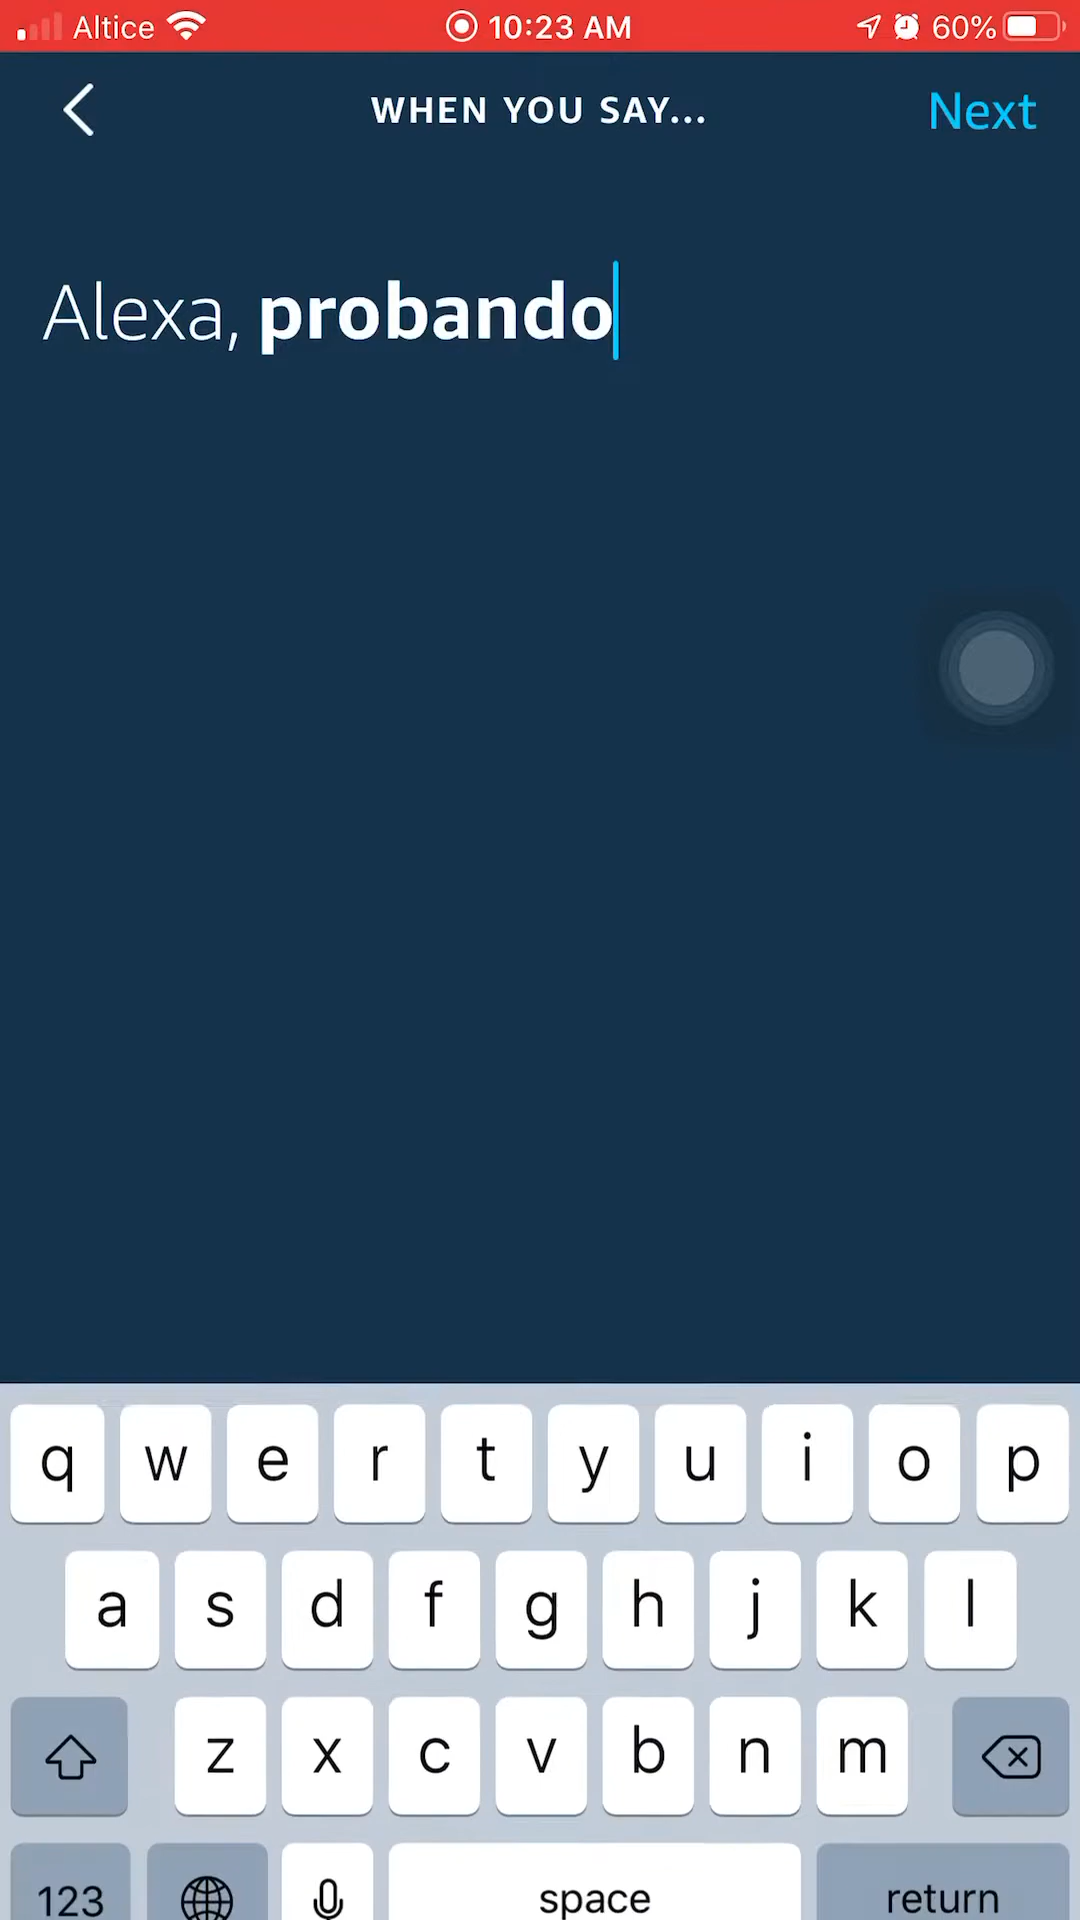 Altice 10:23 AM 60%
WHEN YOU SAY... Next
Alexa, probando
q w e r t y u i o p
a s d f g h j k l
z x c v b n m
123 space return